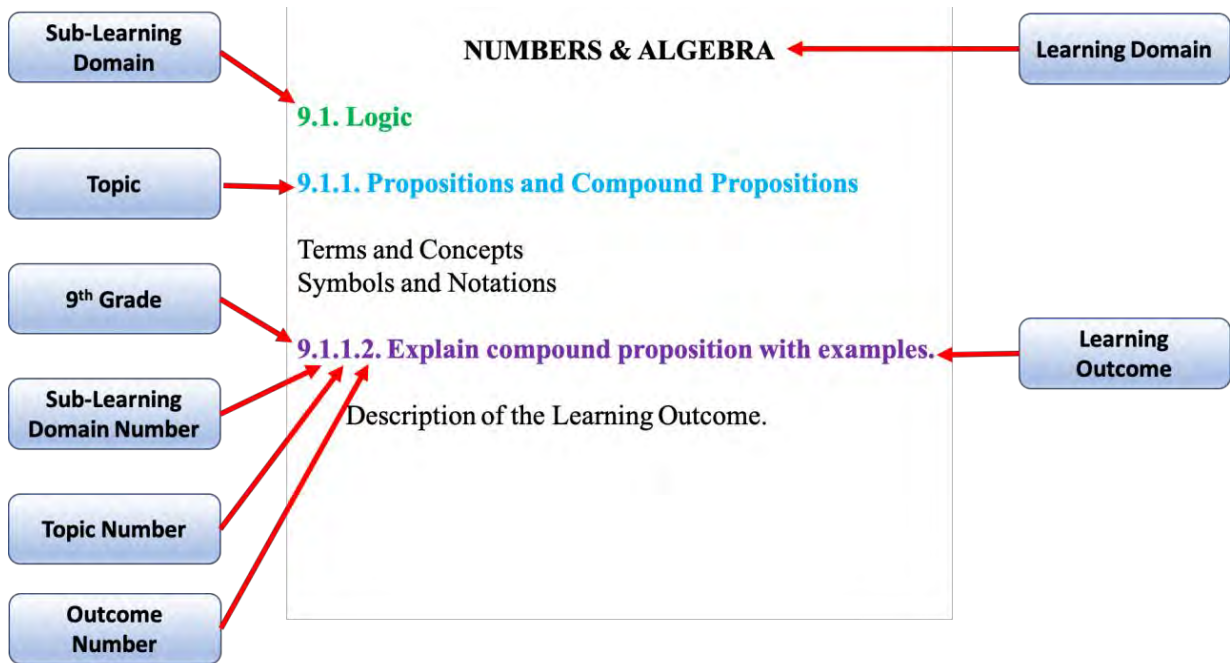 Sub-Learning
Domain
NUMBERS & ALGEBRA
Learning Domain
9.1. Logic
Topic
9.1.1. Propositions and Compound Propositions
Terms and Concepts
Symbols and Notations
9th Grade
9.1.1.2. Explain compound proposition with examples.
Learning
Outcome
Sub-Learning
Domain Number
Description of the Learning Outcome.
Topic Number
Outcome
Number